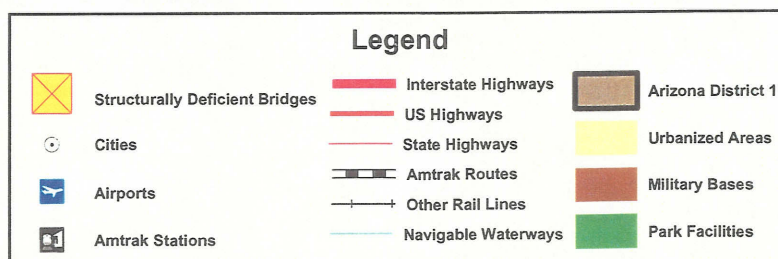 Legend
Structurally Deficient Bridges
Cities
Airports
Amtrak Stations
Interstate Highways
US Highways
State Highways
Amtrak Routes
Other Rail Lines
Navigable Waterways
Arizona District 1
Urbanized Areas
Military Bases
Park Facilities